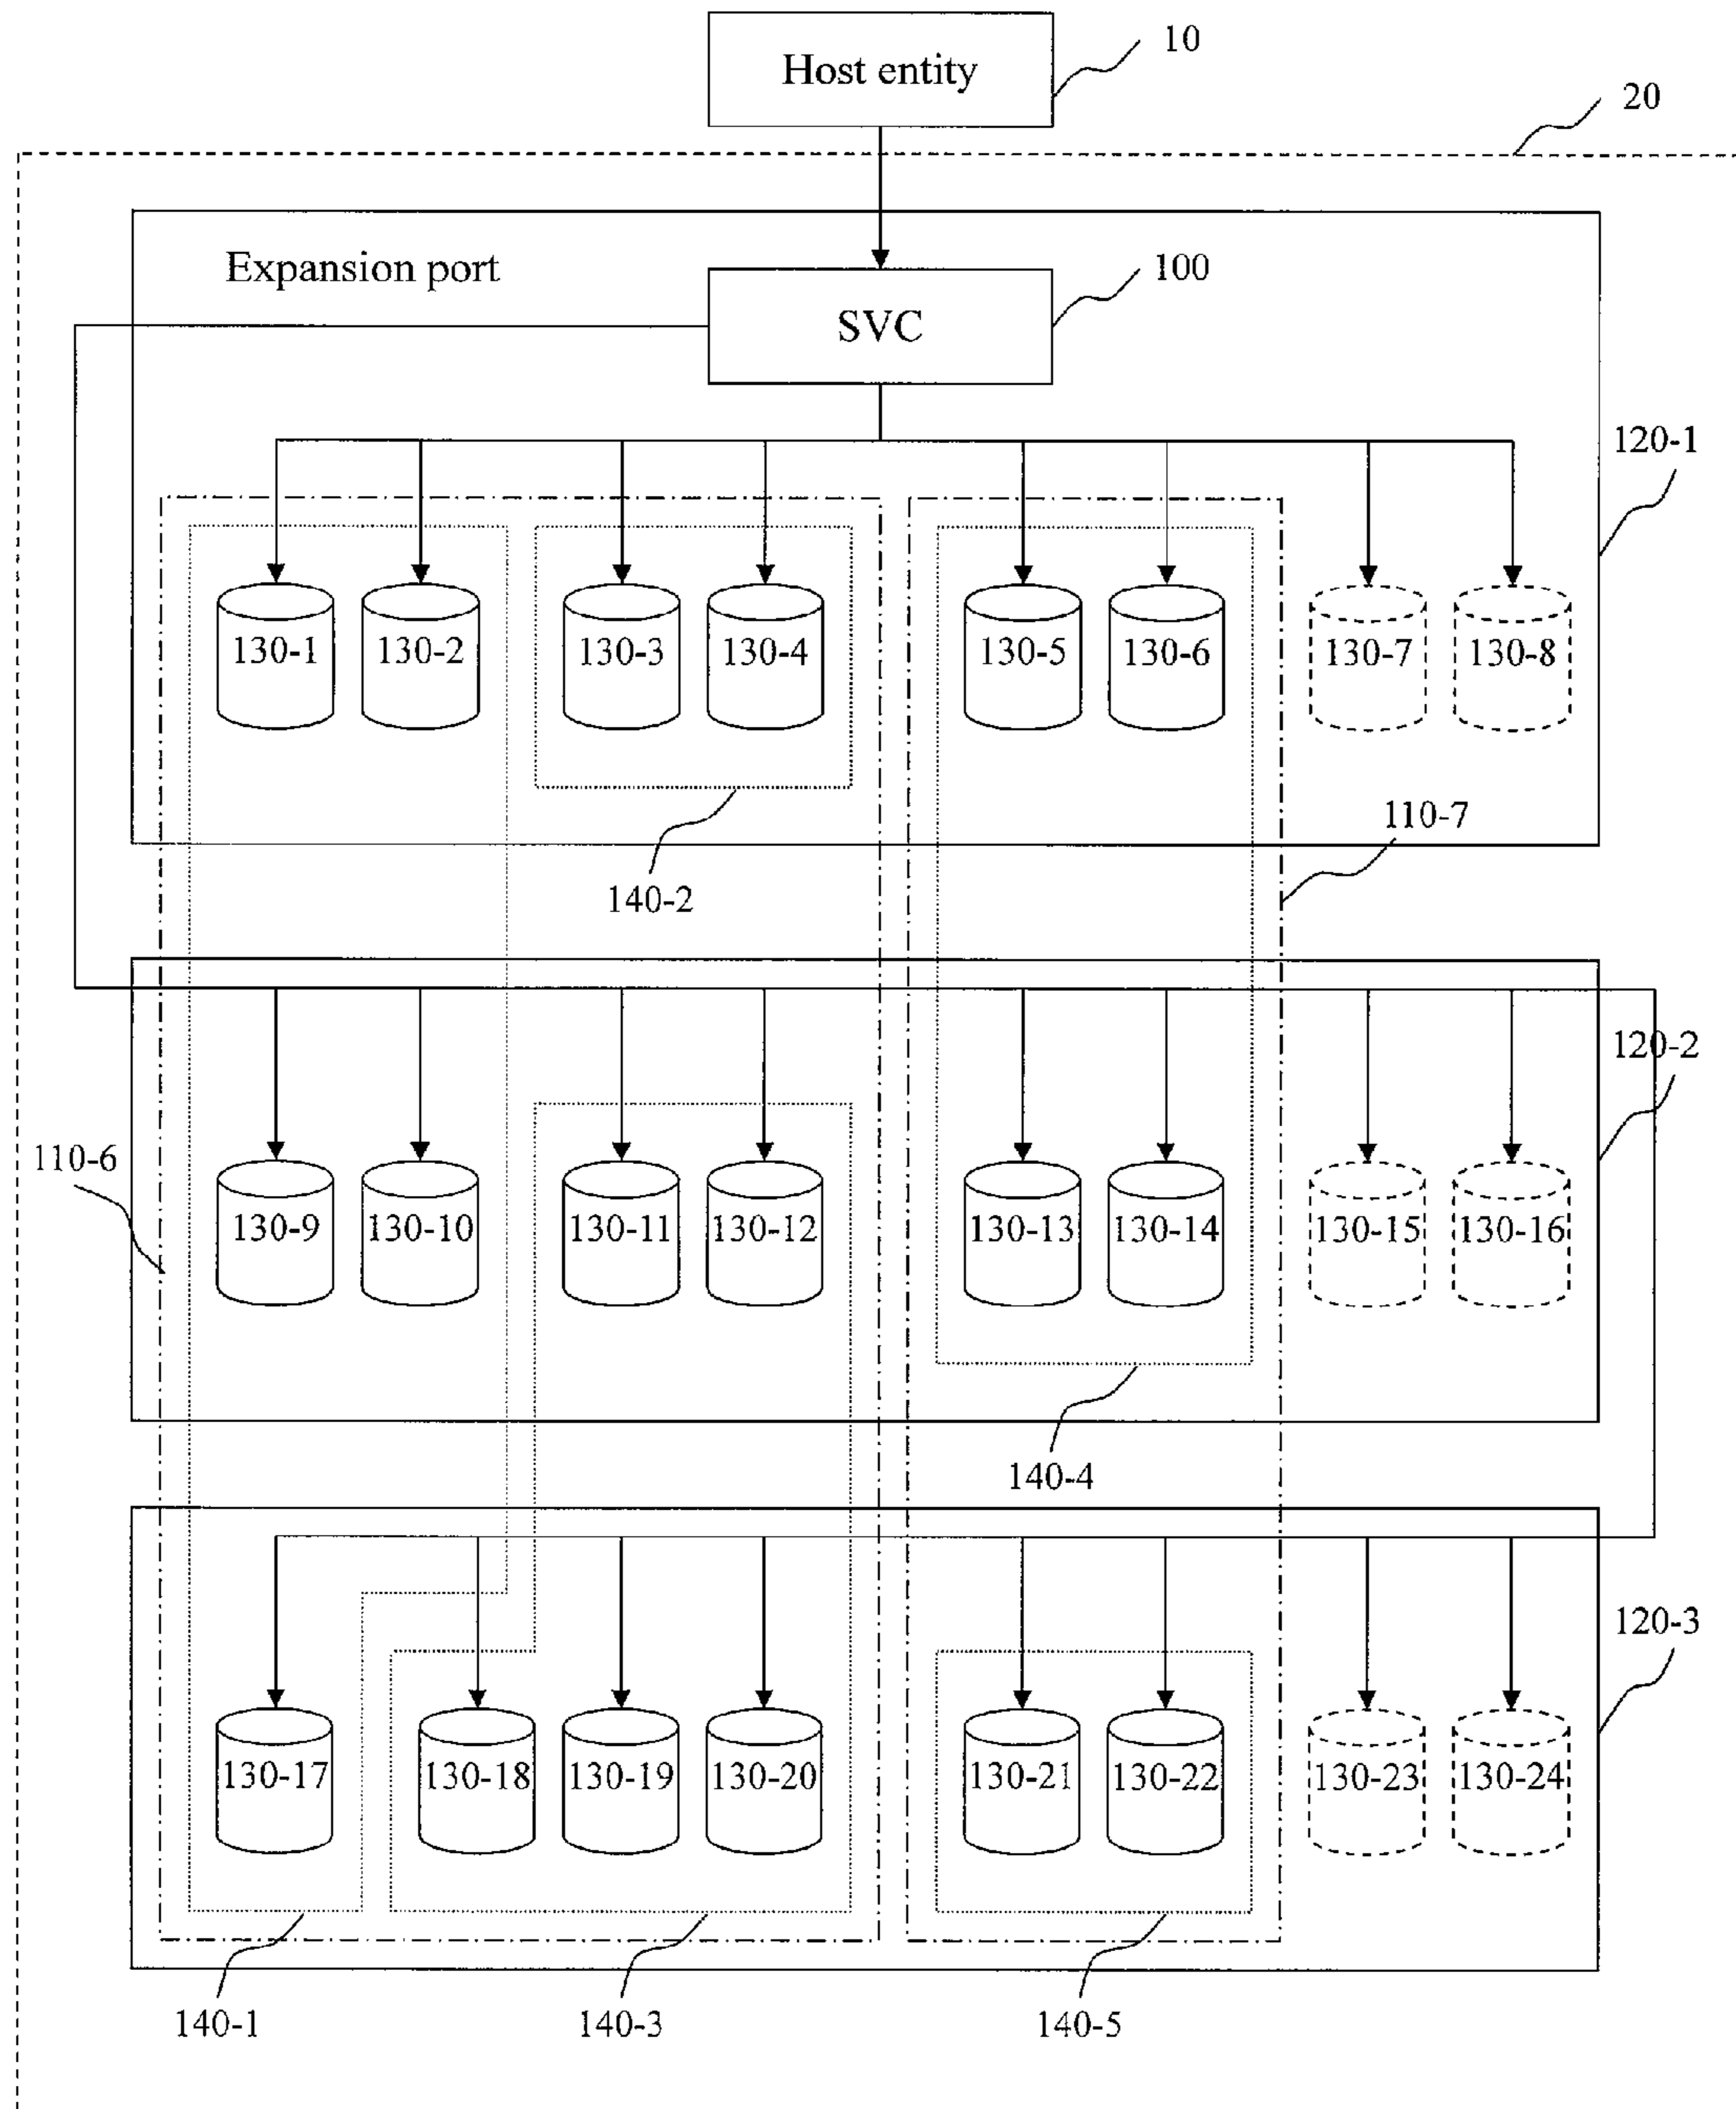 Host entity
10
20
Expansion port
SVC
100
120-1
130-1 130-2 130-3 130-4 130-5 130-6 130-7 130-8
110-7
140-2
120-2
110-6
130-9 130-10 130-11 130-12 130-13 130-14 130-15 130-16
140-4
120-3
130-17 130-18 130-19 130-20 130-21 130-22 130-23 130-24
140-1 140-3 140-5